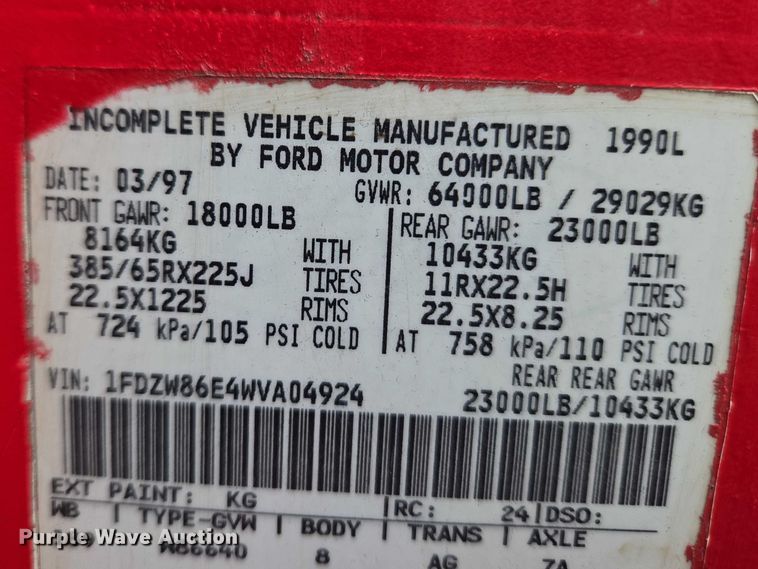 INCOMPLETE VEHICLE MANUFACTURED 1990L
BY FORD MOTOR COMPANY
DATE: 03/97 GVWR: 64000LB / 29029KG
FRONT GAWR: 18000LB REAR GAWR: 23000LB
8164KG WITH 10433KG WITH
385/65RX225J TIRES 11RX22.5H TIRES
22.5X1225 RIMS 22.5X8.25 RIMS
AT 724 kPa/105 PSI COLD AT 758 kPa/110 PSI COLD
REAR REAR GAWR
VIN: 1FDZW86E4WVA04924 23000LB/10433KG
EXT PAINT: KG RC: 24 DSO:
WB TYPE-GVW BODY TRANS AXLE
W86640 8 AG 7A
Purple Wave Auction